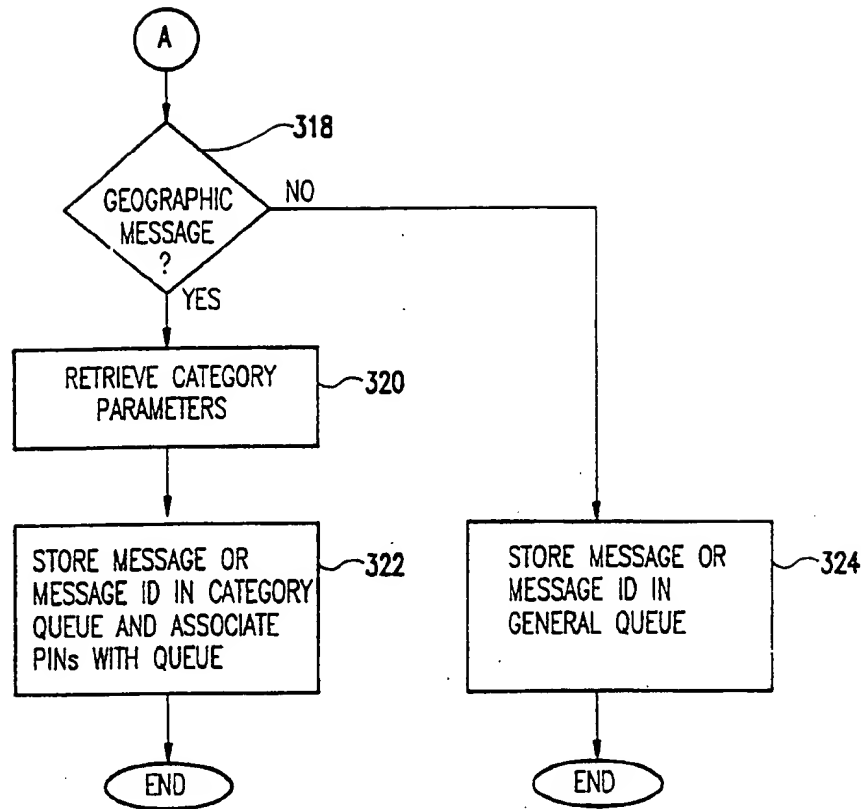 A
318
GEOGRAPHIC
MESSAGE
?
NO
YES
RETRIEVE CATEGORY
PARAMETERS
320
STORE MESSAGE OR
MESSAGE ID IN CATEGORY
QUEUE AND ASSOCIATE
PINs WITH QUEUE
322
STORE MESSAGE OR
MESSAGE ID IN
GENERAL QUEUE
324
END
END